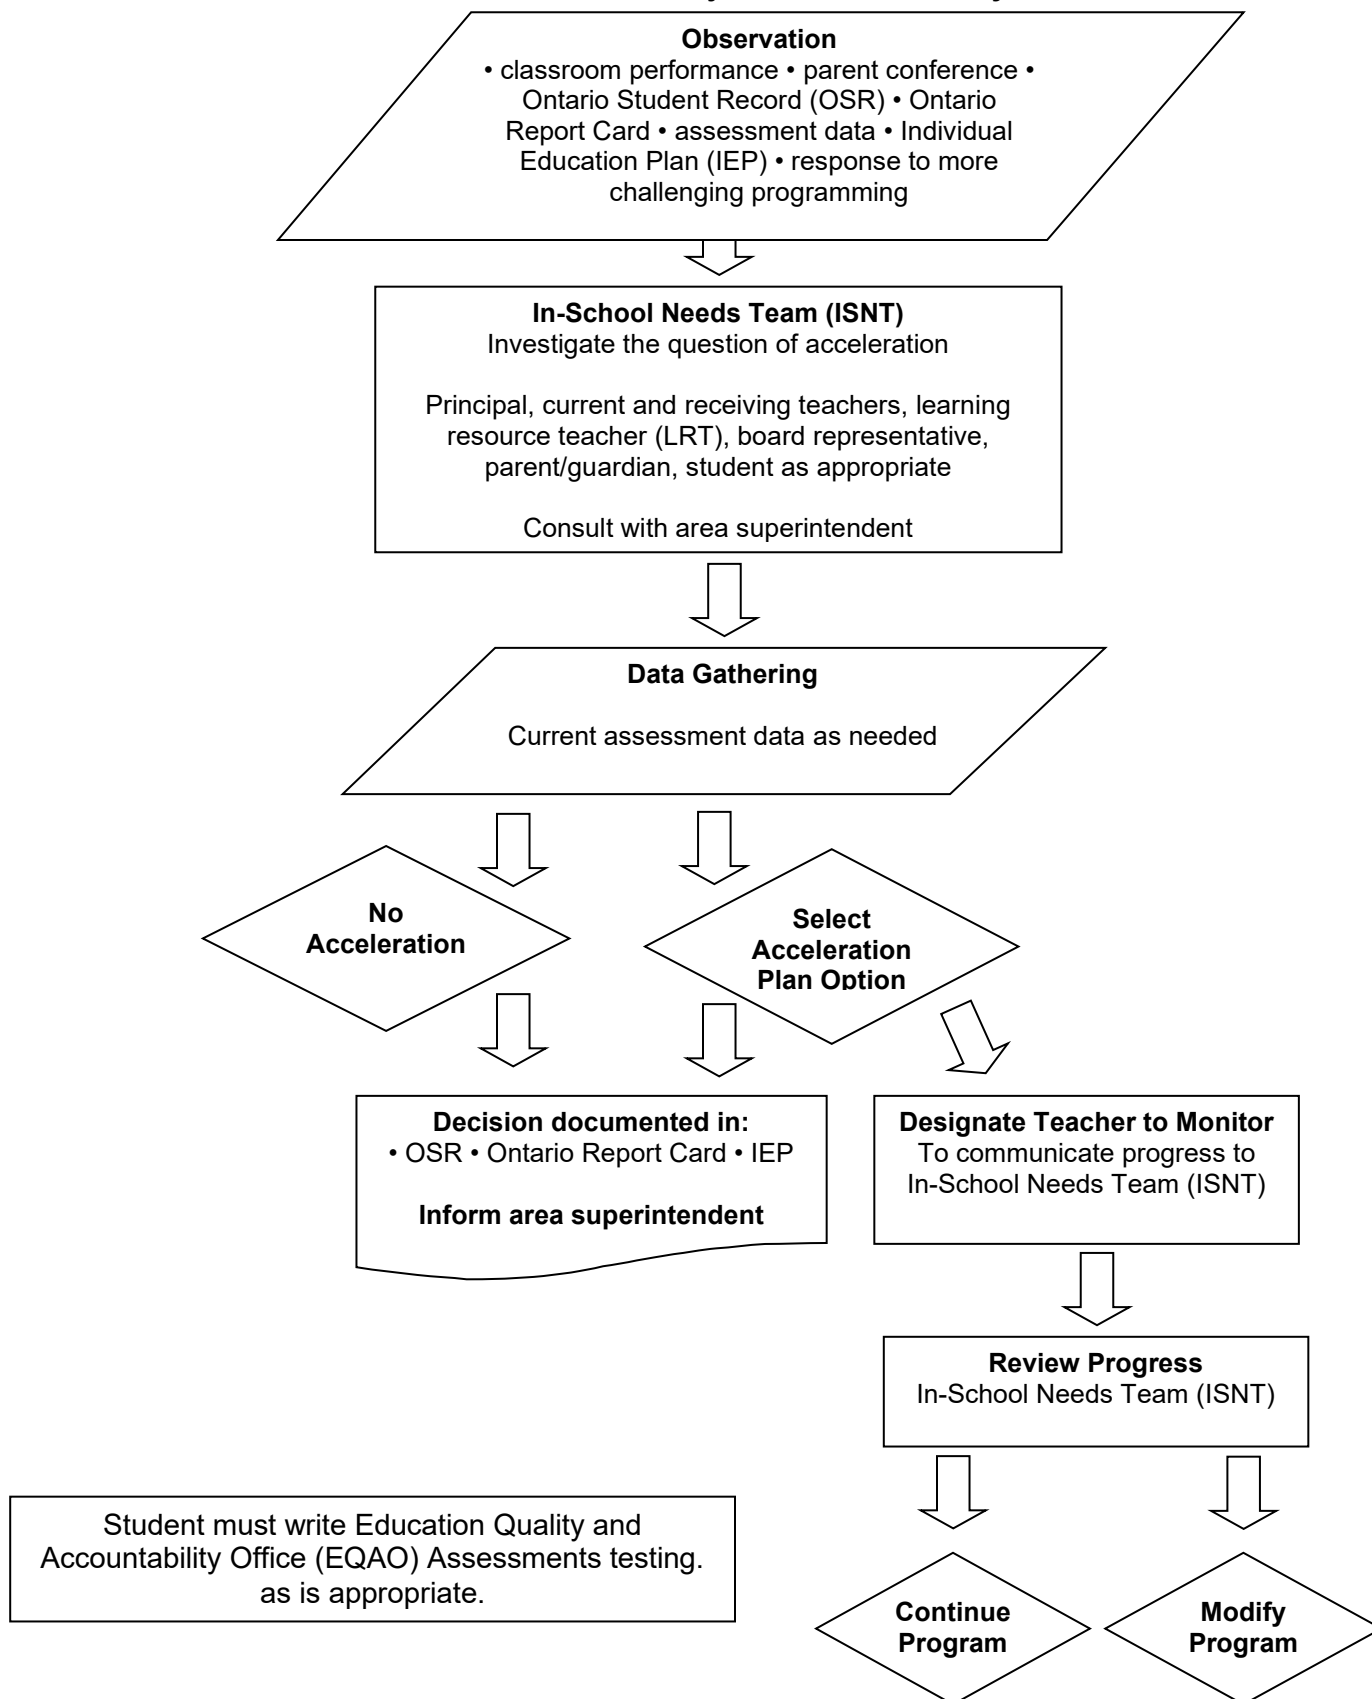 Observation
• classroom performance • parent conference •
Ontario Student Record (OSR) • Ontario
Report Card • assessment data • Individual
Education Plan (IEP) • response to more
challenging programming
In-School Needs Team (ISNT)
Investigate the question of acceleration
Principal, current and receiving teachers, learning
resource teacher (LRT), board representative,
parent/guardian, student as appropriate
Consult with area superintendent
Data Gathering
Current assessment data as needed
No
Acceleration
Select
Acceleration
Plan Option
Decision documented in:
• OSR • Ontario Report Card • IEP
Inform area superintendent
Designate Teacher to Monitor
To communicate progress to
In-School Needs Team (ISNT)
Review Progress
In-School Needs Team (ISNT)
Student must write Education Quality and
Accountability Office (EQAO) Assessments testing.
as is appropriate.
Continue
Program
Modify
Program